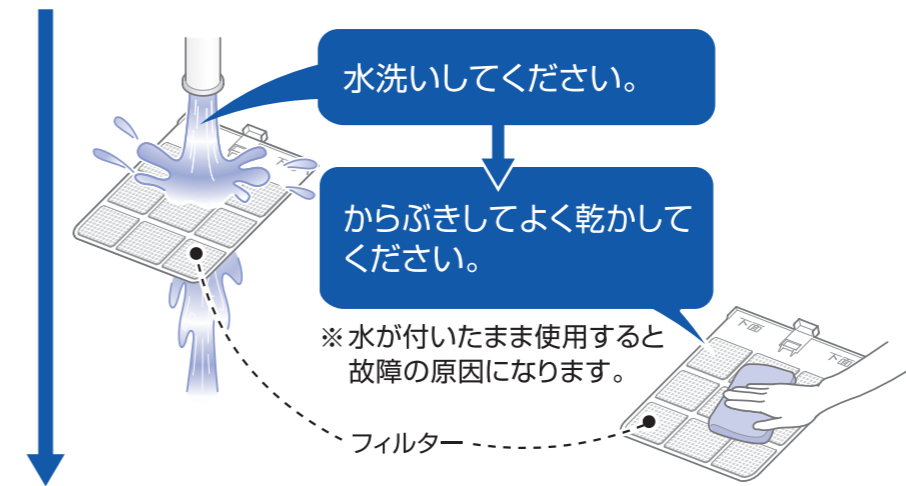 水洗いしてください。
下
からぶきしてよく乾かして
ください。
※水が付いたまま使用すると
故障の原因になります。
下面
下面
フィルター